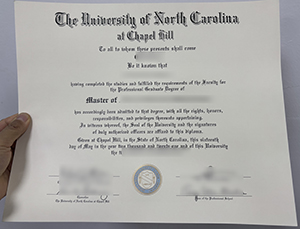 The University of North Carolina
at Chapel Hill
To all to whom these presents shall come
Be it known that
having completed the studies and fulfilled the requirements of the Faculty for
the Professional Graduate Degree of
Master of
has accordingly been admitted to that degree, with all the rights, honors,
responsibilities, and privileges thereunto appertaining.
In witness whereof, the Seal of the University and the signatures
of duly authorized officers are affixed to this diploma.
Given at Chapel Hill, in the State of North Carolina, this sixteenth
day of May in the year two thousand and twenty one and of this University
the